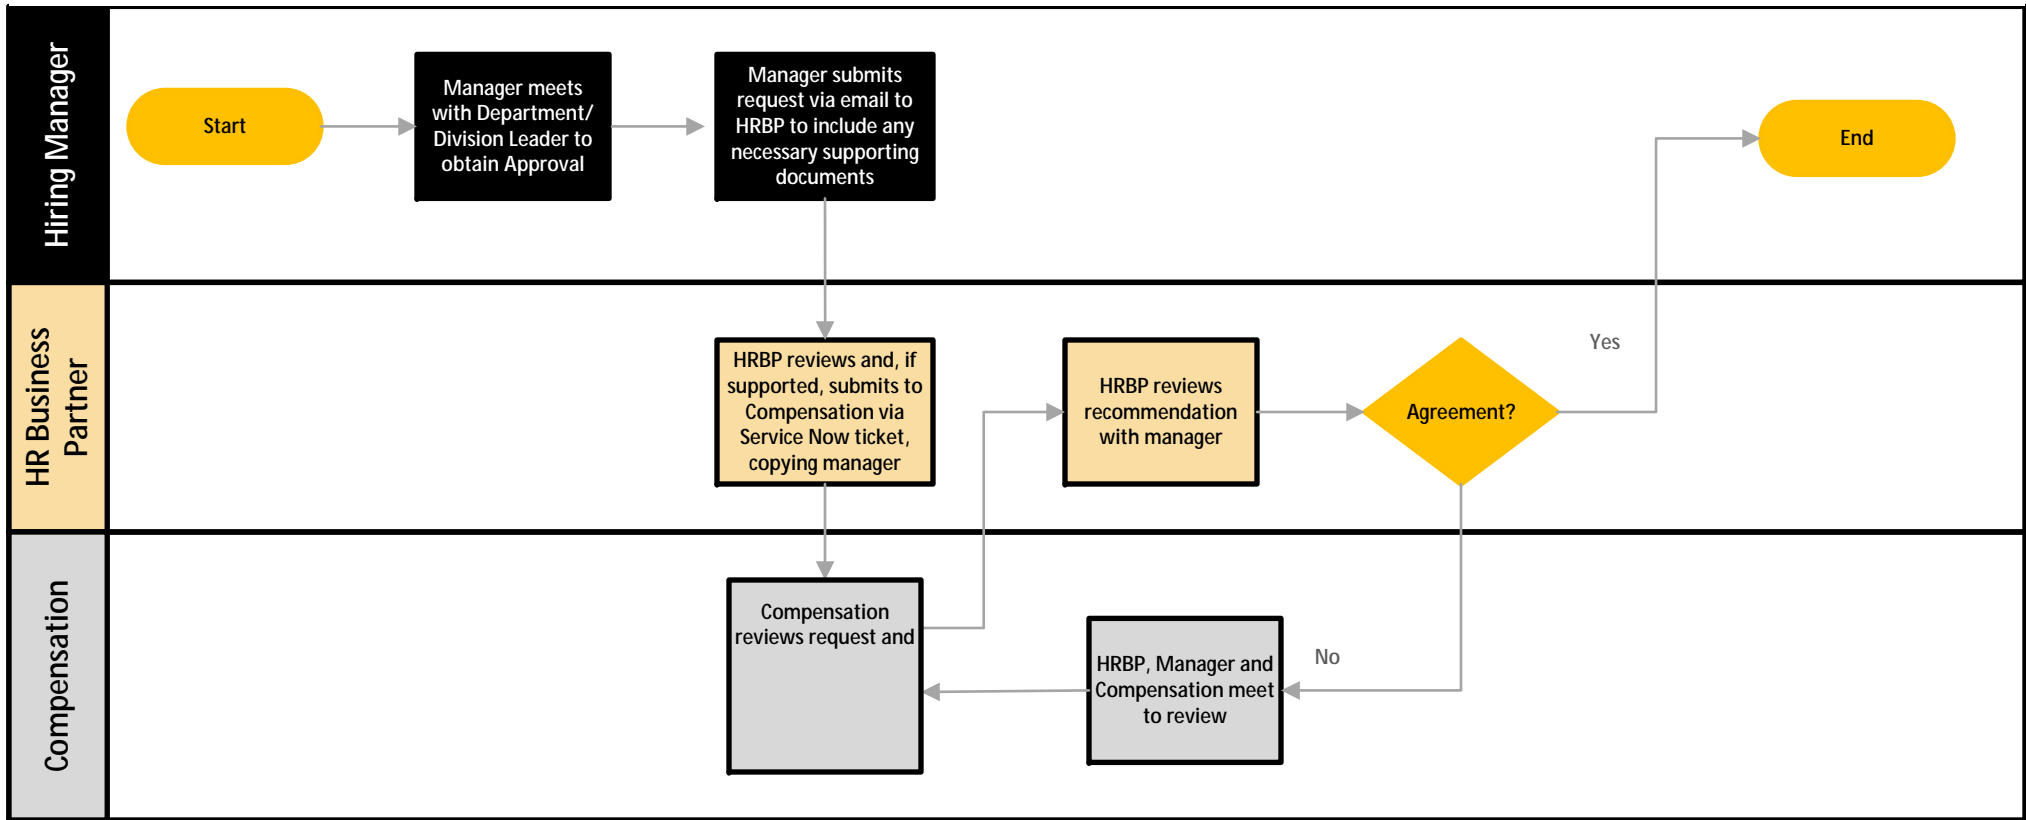 Hiring Manager
Start
Manager meets
with Department/
Division Leader to
obtain Approval
Manager submits
request via email to
HRBP to include any
necessary supporting
documents
End
HR Business
Partner
HRBP reviews and, if
supported, submits to
Compensation via
Service Now ticket,
copying manager
HRBP reviews
recommendation
with manager
Agreement?
Yes
Compensation
Compensation
reviews request and
HRBP, Manager and
Compensation meet
to review
No